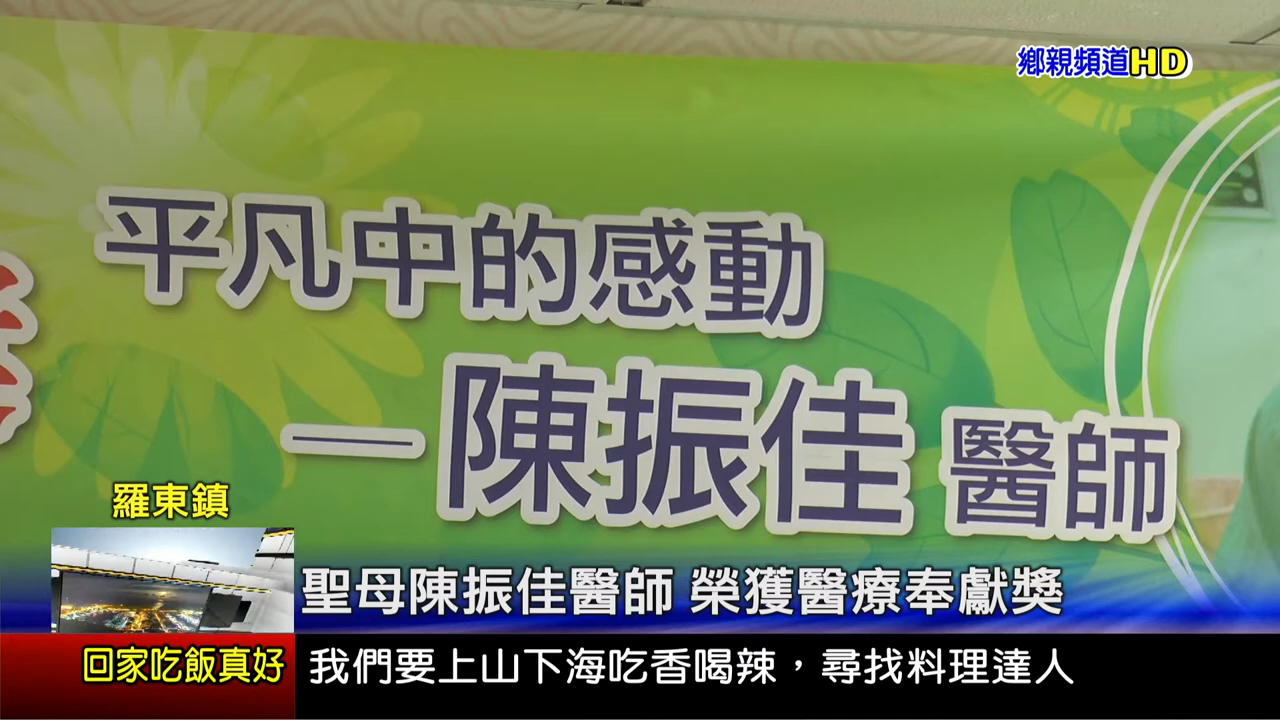 鄉親頻道HD
平凡中的感動
—陳振佳 醫師
羅東鎮
聖母陳振佳醫師 榮獲醫療奉獻獎
回家吃飯真好
我們要上山下海吃香喝辣，尋找料理達人